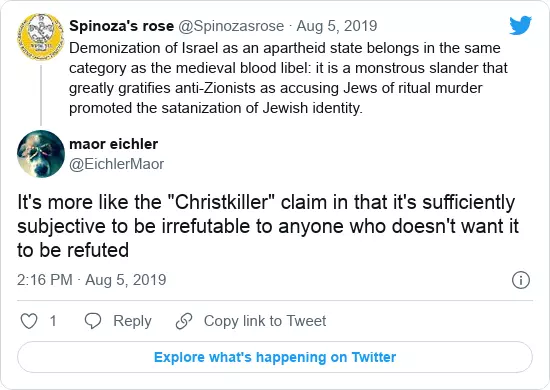 Spinoza's rose @Spinozasrose · Aug 5, 2019
Demonization of Israel as an apartheid state belongs in the same
category as the medieval blood libel: it is a monstrous slander that
greatly gratifies anti-Zionists as accusing Jews of ritual murder
promoted the satanization of Jewish identity.
maor eichler
@EichlerMaor
It's more like the "Christkiller" claim in that it's sufficiently
subjective to be irrefutable to anyone who doesn't want it
to be refuted
2:16 PM · Aug 5, 2019
1 Reply Copy link to Tweet
Explore what's happening on Twitter